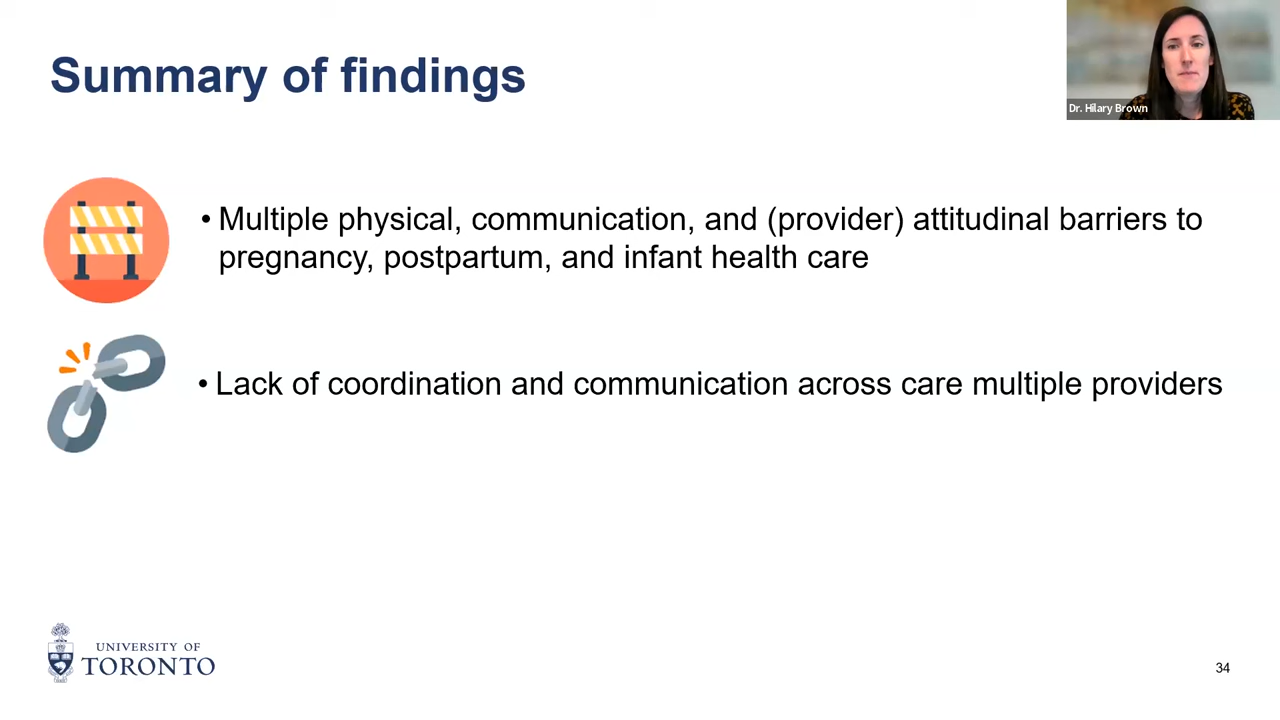 Summary of findings
Dr. Hilary Brown
• Multiple physical, communication, and (provider) attitudinal barriers to
pregnancy, postpartum, and infant health care
• Lack of coordination and communication across care multiple providers
UNIVERSITY OF
TORONTO
34